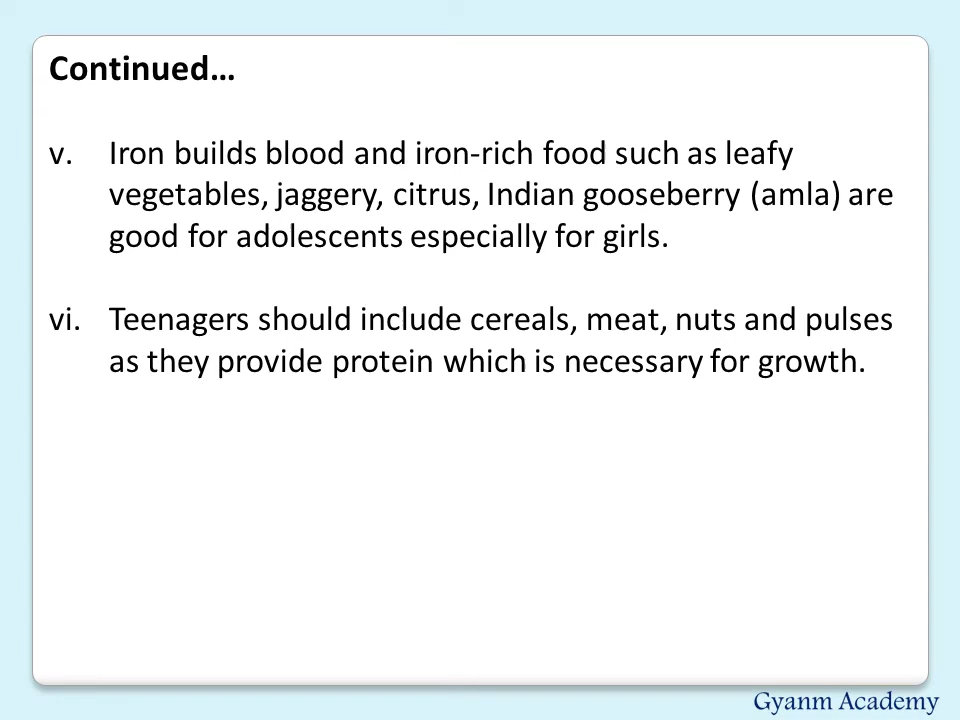 Continued…
v. Iron builds blood and iron-rich food such as leafy
vegetables, jaggery, citrus, Indian gooseberry (amla) are
good for adolescents especially for girls.
vi. Teenagers should include cereals, meat, nuts and pulses
as they provide protein which is necessary for growth.
Gyanm Academy